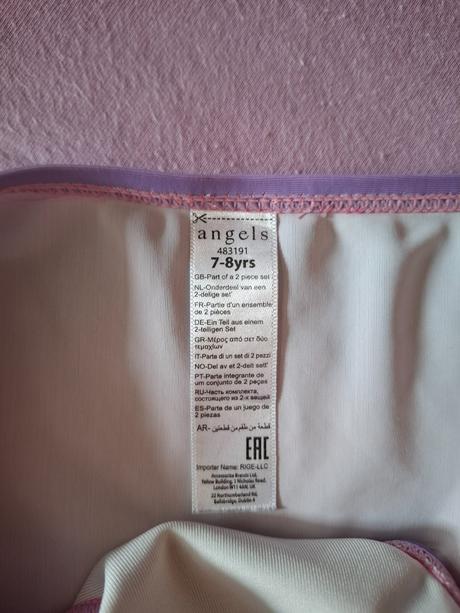 angels
483191
7-8yrs
GB-Part of a 2 piece set
NL-Onderdeel van een
2-delige set'
FR-Partie d'un ensemble
de 2 pièces
DE-Ein Teil aus einem
2-teiligen Set
GR-Μέρος από σετ δύο
τεμαχίων
IT-Parti di un set di 2 pezzi
NO-Del av et 2-delt sett'
PT-Parte integrante de
um conjunto de 2 peças
RU-Часть комплекта,
состоящего из 2-х вещей
ES-Parte de un juego de
2 piezas
AR- قطعة من طقم من قطعتين
EAC
Importer Name: RIGE-LLC
Accessorize Brands Ltd,
Yellow Building, 1 Nicholas Road,
London W11 4AN, UK
22 Northumberland Rd,
Ballsbridge, Dublin 4